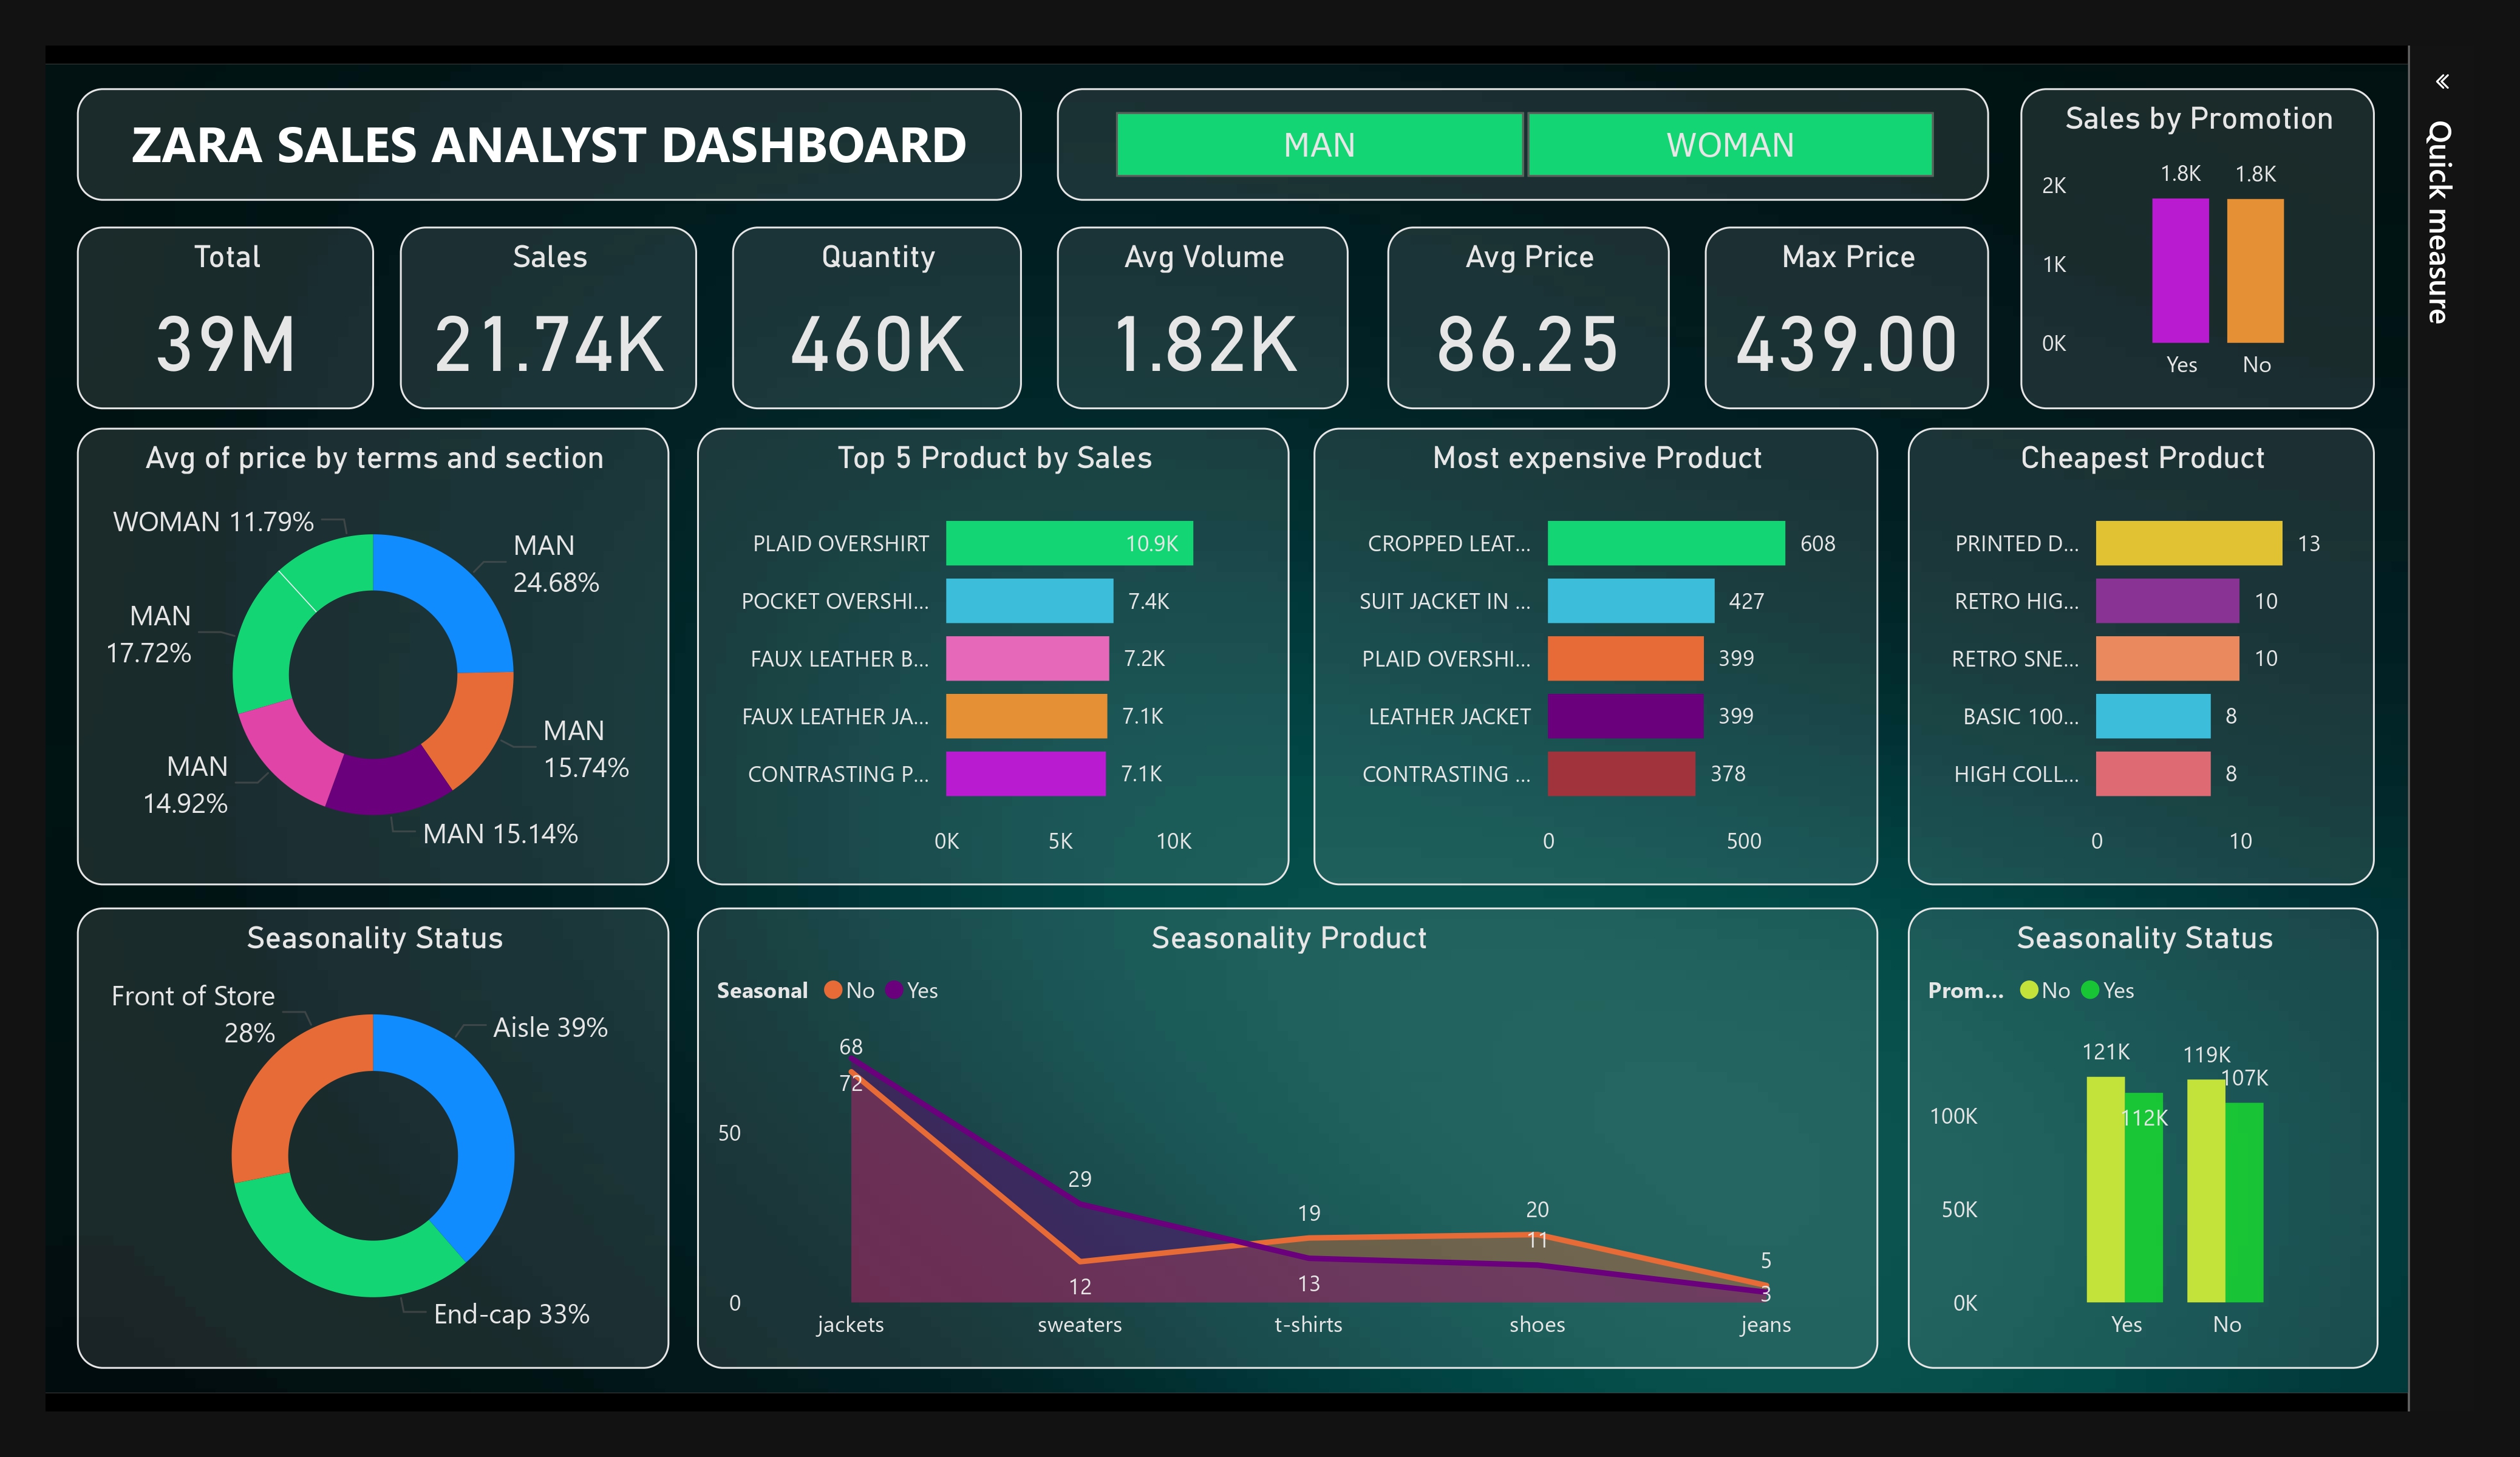 ZARA SALES ANALYST DASHBOARD
MAN
WOMAN
Sales by Promotion
1.8K
1.8K
2K
1K
0K
Yes
No
«
Quick measure
Total
39M
Sales
21.74K
Quantity
460K
Avg Volume
1.82K
Avg Price
86.25
Max Price
439.00
Avg of price by terms and section
WOMAN 11.79%
MAN
24.68%
MAN
17.72%
MAN
15.74%
MAN
14.92%
MAN 15.14%
Top 5 Product by Sales
PLAID OVERSHIRT
10.9K
POCKET OVERSHI...
7.4K
FAUX LEATHER B...
7.2K
FAUX LEATHER JA...
7.1K
CONTRASTING P...
7.1K
0K
5K
10K
Most expensive Product
CROPPED LEAT...
608
SUIT JACKET IN ...
427
PLAID OVERSHI...
399
LEATHER JACKET
399
CONTRASTING ...
378
0
500
Cheapest Product
PRINTED D...
13
RETRO HIG...
10
RETRO SNE...
10
BASIC 100...
8
HIGH COLL...
8
0
10
Seasonality Status
Front of Store
28%
Aisle 39%
End-cap 33%
Seasonality Product
Seasonal No Yes
68
72
50
29
19
20
11
12
13
5
3
0
jackets
sweaters
t-shirts
shoes
jeans
Seasonality Status
Prom... No Yes
121K
119K
107K
112K
100K
50K
0K
Yes
No